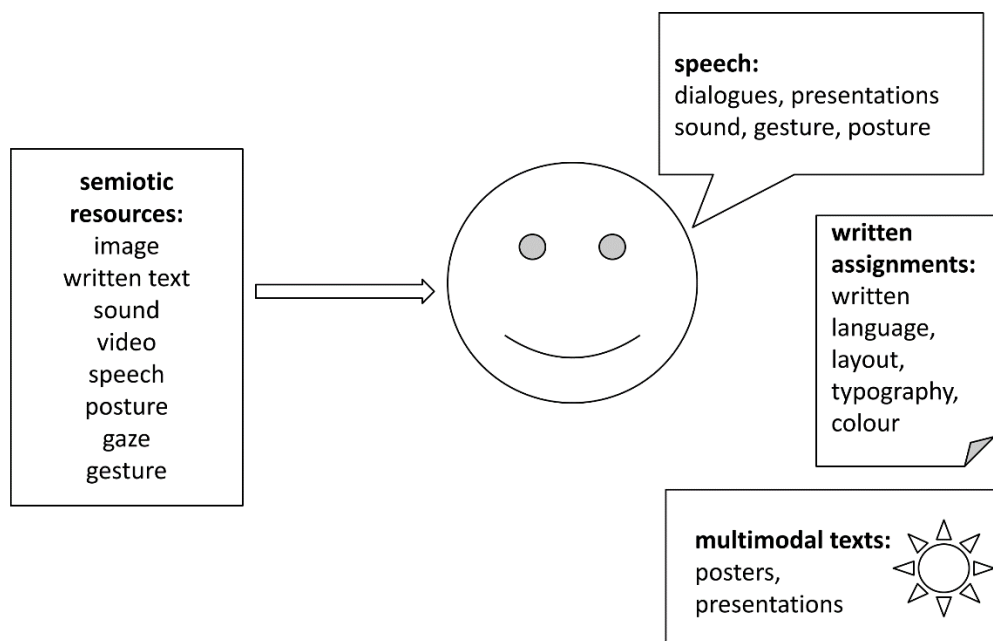 semiotic
resources:
image
written text
sound
video
speech
posture
gaze
gesture
speech:
dialogues, presentations
sound, gesture, posture
written
assignments:
written
language,
layout,
typography,
colour
multimodal texts:
posters,
presentations